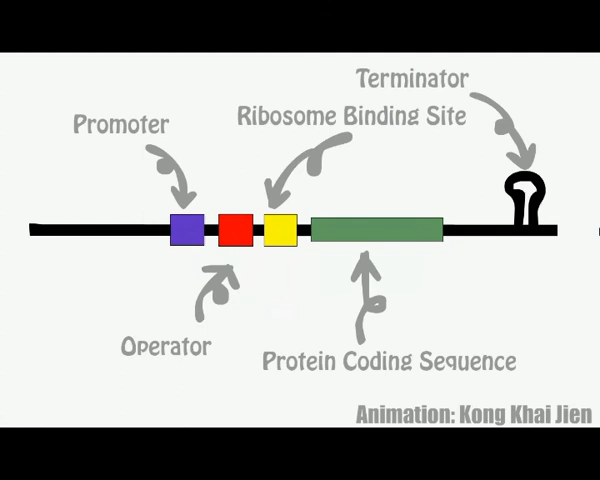 Terminator
Ribosome Binding Site
Promoter
Operator
Protein Coding Sequence
Animation: Kong Khai Jien